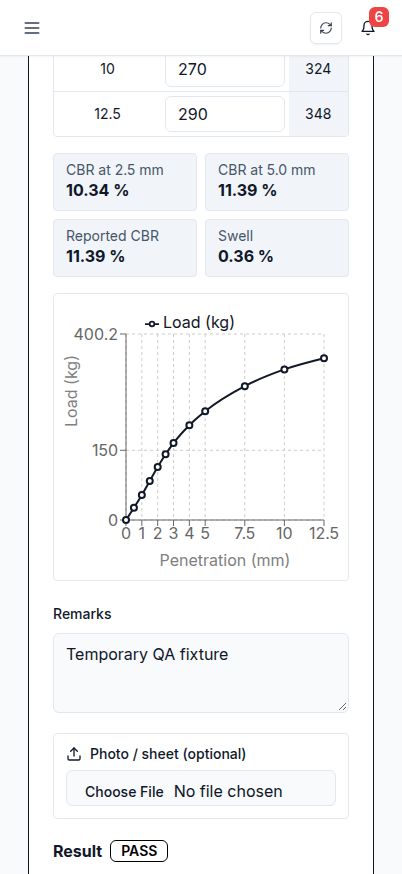 6
10 270 324
12.5 290 348
CBR at 2.5 mm CBR at 5.0 mm
10.34 % 11.39 %
Reported CBR Swell
11.39 % 0.36 %
Load (kg)
400.2
Load (kg)
150
0
0 1 2 3 4 5 7.5 10 12.5
Penetration (mm)
Remarks
Temporary QA fixture
Photo / sheet (optional)
Choose File No file chosen
Result PASS